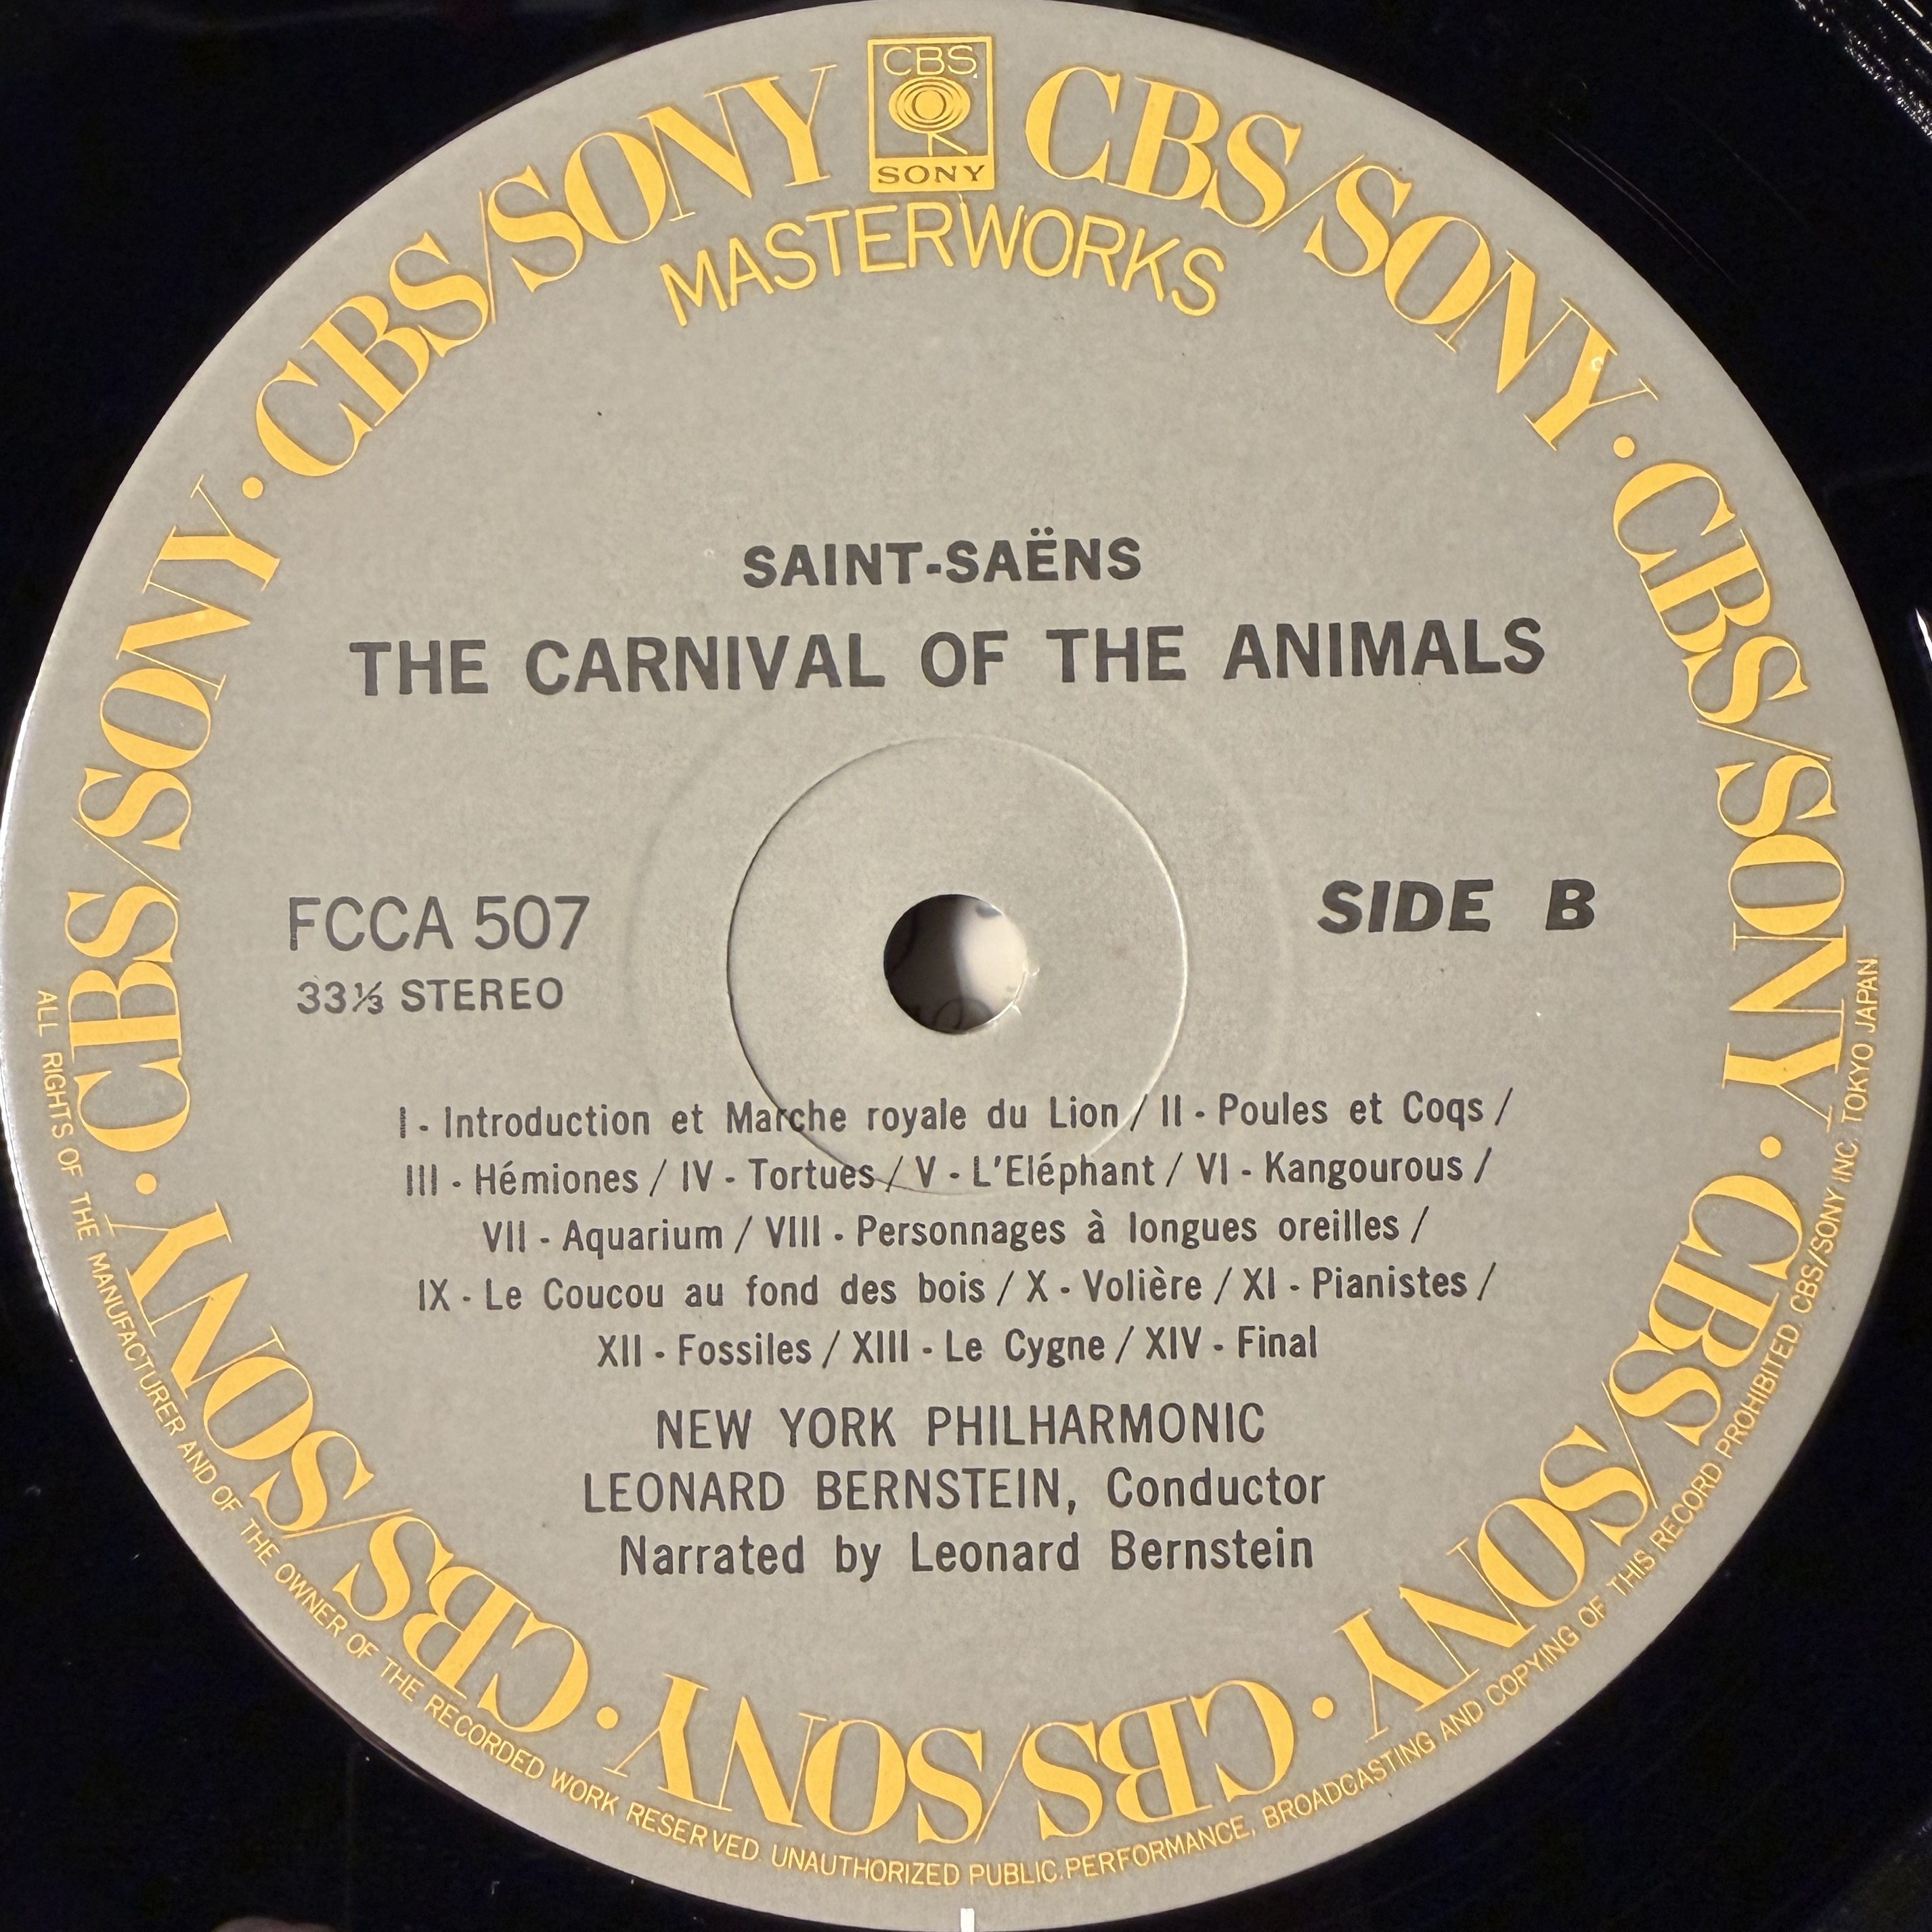 CBS
SONY
CBS/SONY · CBS/SONY · CBS/SONY · CBS/SONY · CBS/SONY · CBS/SONY · CBS/SONY · CBS/SONY
MASTERWORKS
SAINT-SAËNS
THE CARNIVAL OF THE ANIMALS
FCCA 507
33⅓ STEREO
SIDE B
I - Introduction et Marche royale du Lion / II - Poules et Coqs /
III - Hémiones / IV - Tortues / V - L'Eléphant / VI - Kangourous /
VII - Aquarium / VIII - Personnages à longues oreilles /
IX - Le Coucou au fond des bois / X - Volière / XI - Pianistes /
XII - Fossiles / XIII - Le Cygne / XIV - Final
NEW YORK PHILHARMONIC
LEONARD BERNSTEIN, Conductor
Narrated by Leonard Bernstein
ALL RIGHTS OF THE MANUFACTURER AND OF THE OWNER OF THE RECORDED WORK RESERVED. UNAUTHORIZED PUBLIC.PERFORMANCE, BROADCASTING AND COPYING OF THIS RECORD PROHIBITED. CBS/SONY INC. TOKYO JAPAN